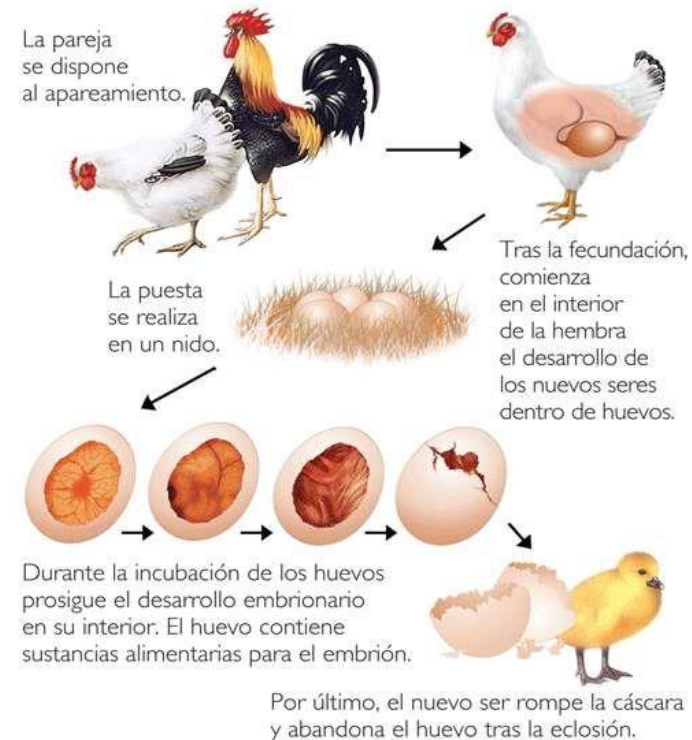 La pareja
se dispone
al apareamiento.
Tras la fecundación,
comienza
en el interior
de la hembra
el desarrollo de
los nuevos seres
dentro de huevos.
La puesta
se realiza
en un nido.
Durante la incubación de los huevos
prosigue el desarrollo embrionario
en su interior. El huevo contiene
sustancias alimentarias para el embrión.
Por último, el nuevo ser rompe la cáscara
y abandona el huevo tras la eclosión.